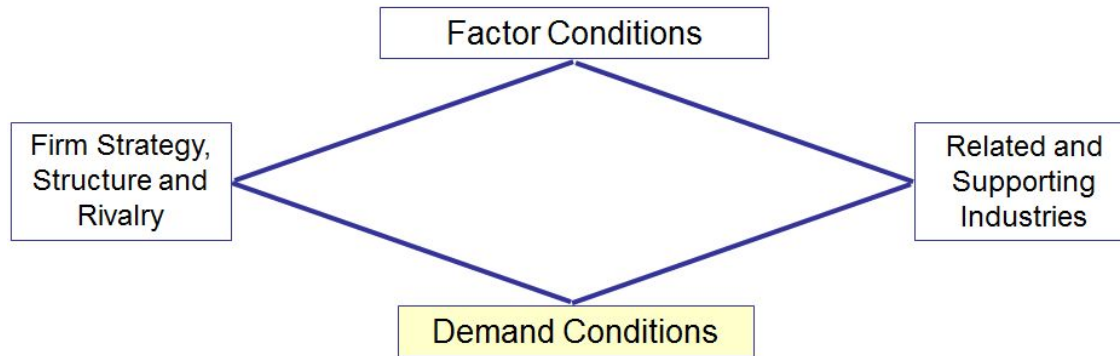 Factor Conditions
Firm Strategy,
Structure and
Rivalry
Related and
Supporting
Industries
Demand Conditions